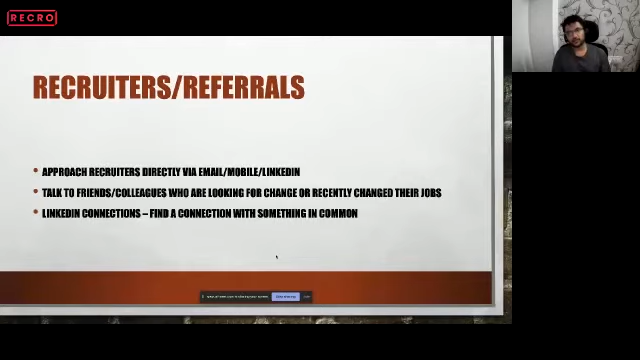 RECRO
RECRUITERS/REFERRALS
APPROACH RECRUITERS DIRECTLY VIA EMAIL/MOBILE/LINKEDIN
TALK TO FRIENDS/COLLEAGUES WHO ARE LOOKING FOR CHANGE OR RECENTLY CHANGED THEIR JOBS
LINKEDIN CONNECTIONS – FIND A CONNECTION WITH SOMETHING IN COMMON